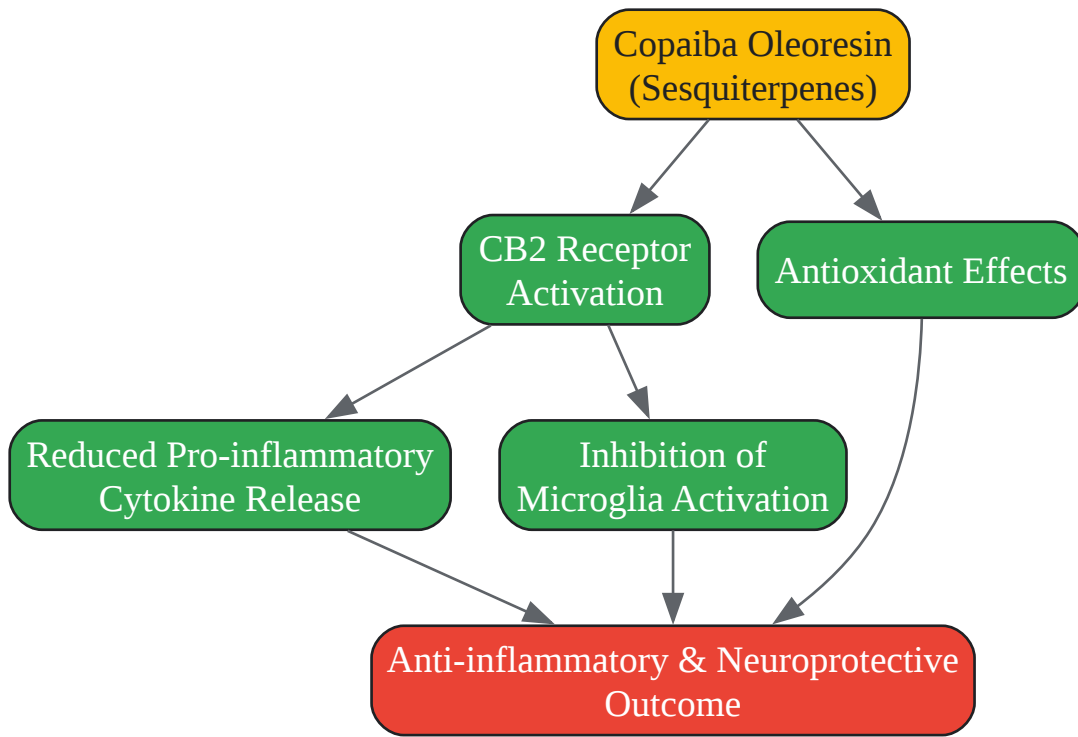 Copaiba Oleoresin
(Sesquiterpenes)
CB2 Receptor
Activation
Antioxidant Effects
Reduced Pro-inflammatory
Cytokine Release
Inhibition of
Microglia Activation
Anti-inflammatory & Neuroprotective
Outcome